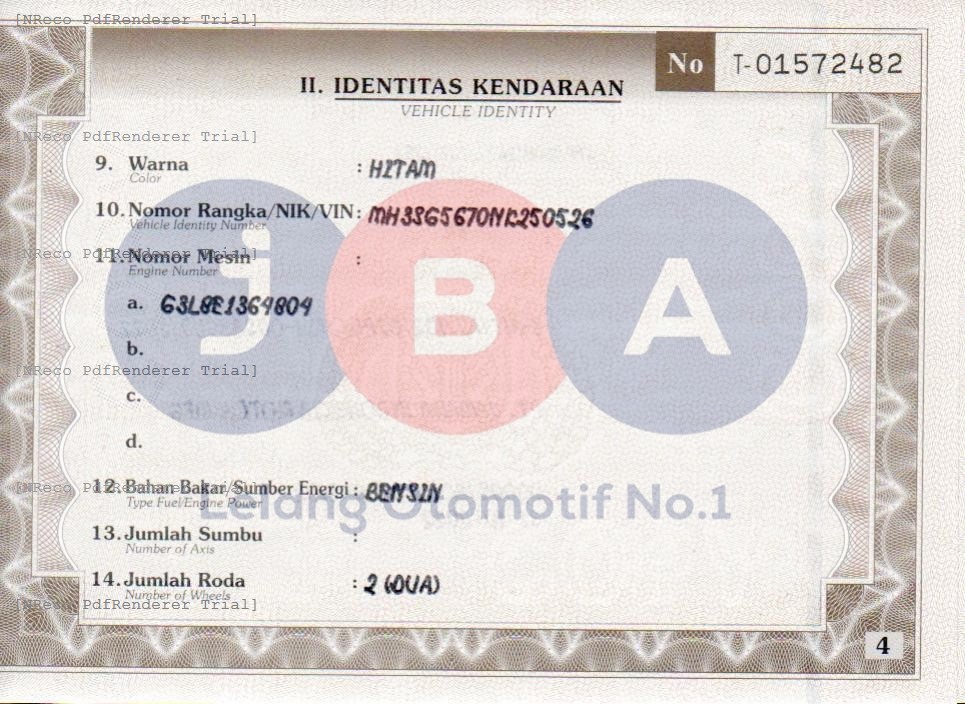 [NReco PdfRenderer Trial]
No T-01572482
II. IDENTITAS KENDARAAN
VEHICLE IDENTITY
[NReco PdfRenderer Trial]
9. Warna : HITAM
Color
10. Nomor Rangka/NIK/VIN : MH3SG5670NK250526
Vehicle Identity Number
[NReco PdfRenderer Trial]
11. Nomor Mesin :
Engine Number
a. G3L8E1364804
j B A
b.
[NReco PdfRenderer Trial]
c.
d.
[NReco PdfRenderer Trial]
12. Bahan Bakar/Sumber Energi : BENSIN
Type Fuel/Engine Power
Lelang Otomotif No.1
13. Jumlah Sumbu :
Number of Axis
14. Jumlah Roda : 2 (DUA)
Number of Wheels
[NReco PdfRenderer Trial]
4